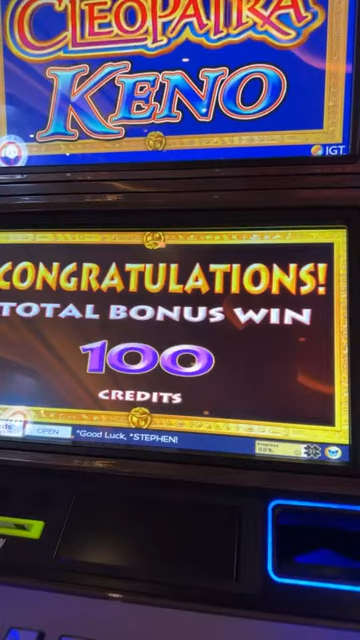 CLEOPATRA
KENO
IGT
CONGRATULATIONS!
TOTAL BONUS WIN
100
CREDITS
OPEN
*Good Luck, *STEPHEN!